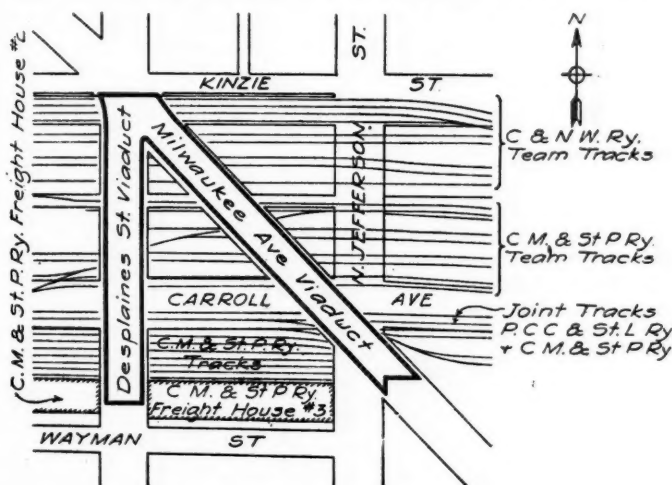 N
KINZIE ST.
ST.
C & N W. Ry.
Team Tracks
C. M. & St. P. Ry. Freight House #2
Desplaines St. Viaduct
Milwaukee Ave Viaduct
N. JEFFERSON
C M. & St P Ry.
Team Tracks
CARROLL AVE
Joint Tracks
P. C C & St. L Ry
+ C M. & St P Ry
C. M. & St. P. Ry.
Tracks
C M. & St P Ry.
Freight House #3
WAYMAN ST